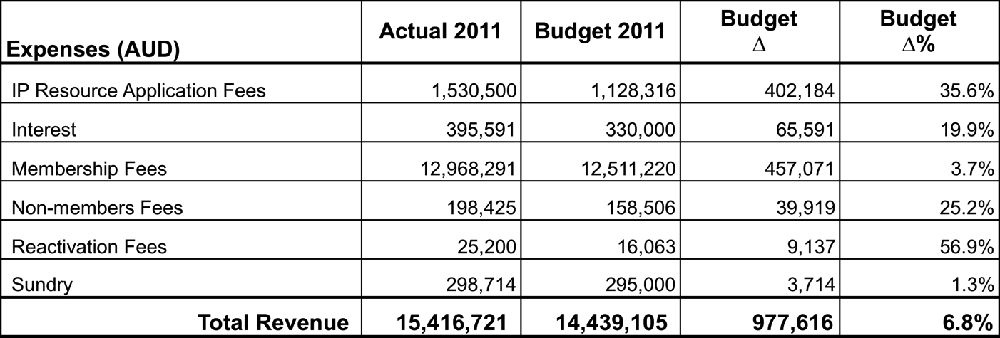 Expenses (AUD) Actual 2011 Budget 2011 Budget Δ Budget Δ%
IP Resource Application Fees 1,530,500 1,128,316 402,184 35.6%
Interest 395,591 330,000 65,591 19.9%
Membership Fees 12,968,291 12,511,220 457,071 3.7%
Non-members Fees 198,425 158,506 39,919 25.2%
Reactivation Fees 25,200 16,063 9,137 56.9%
Sundry 298,714 295,000 3,714 1.3%
Total Revenue 15,416,721 14,439,105 977,616 6.8%